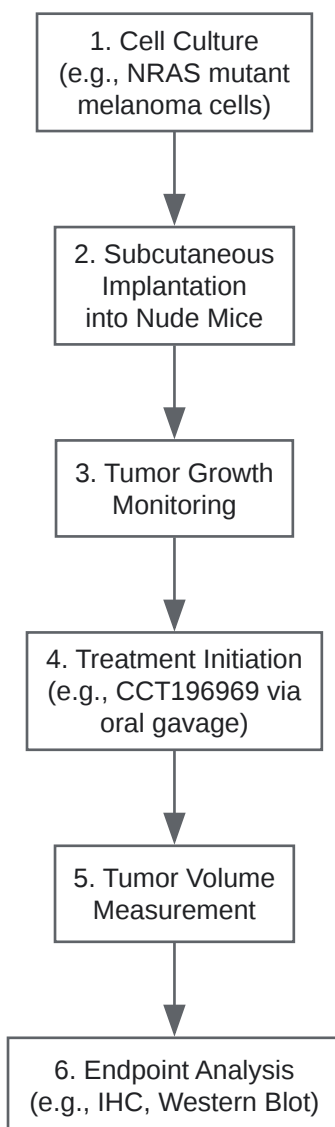 1. Cell Culture
(e.g., NRAS mutant
melanoma cells)
2. Subcutaneous
Implantation
into Nude Mice
3. Tumor Growth
Monitoring
4. Treatment Initiation
(e.g., CCT196969 via
oral gavage)
5. Tumor Volume
Measurement
6. Endpoint Analysis
(e.g., IHC, Western Blot)